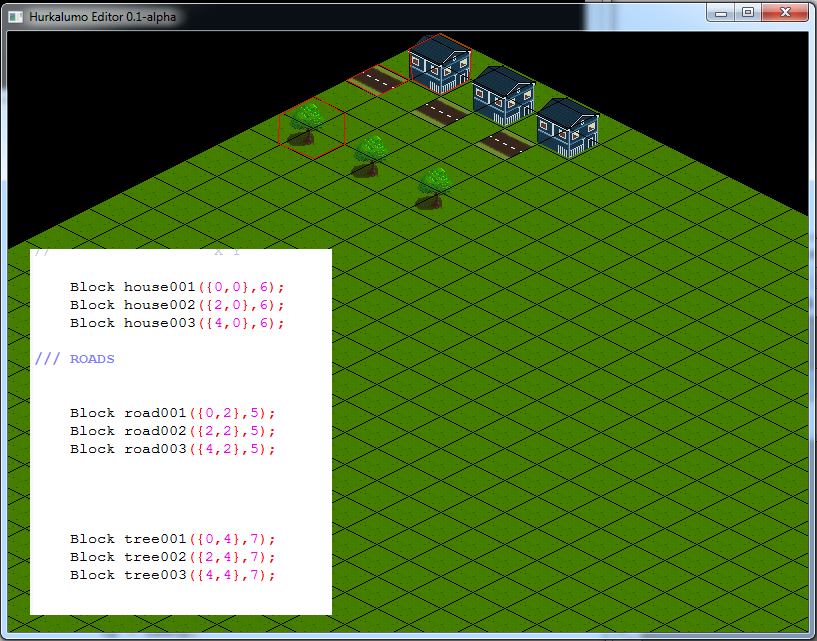 Hurkalumo Editor 0.1-alpha
// X Y
Block house001({0,0},6);
Block house002({2,0},6);
Block house003({4,0},6);
/// ROADS
Block road001({0,2},5);
Block road002({2,2},5);
Block road003({4,2},5);
Block tree001({0,4},7);
Block tree002({2,4},7);
Block tree003({4,4},7);